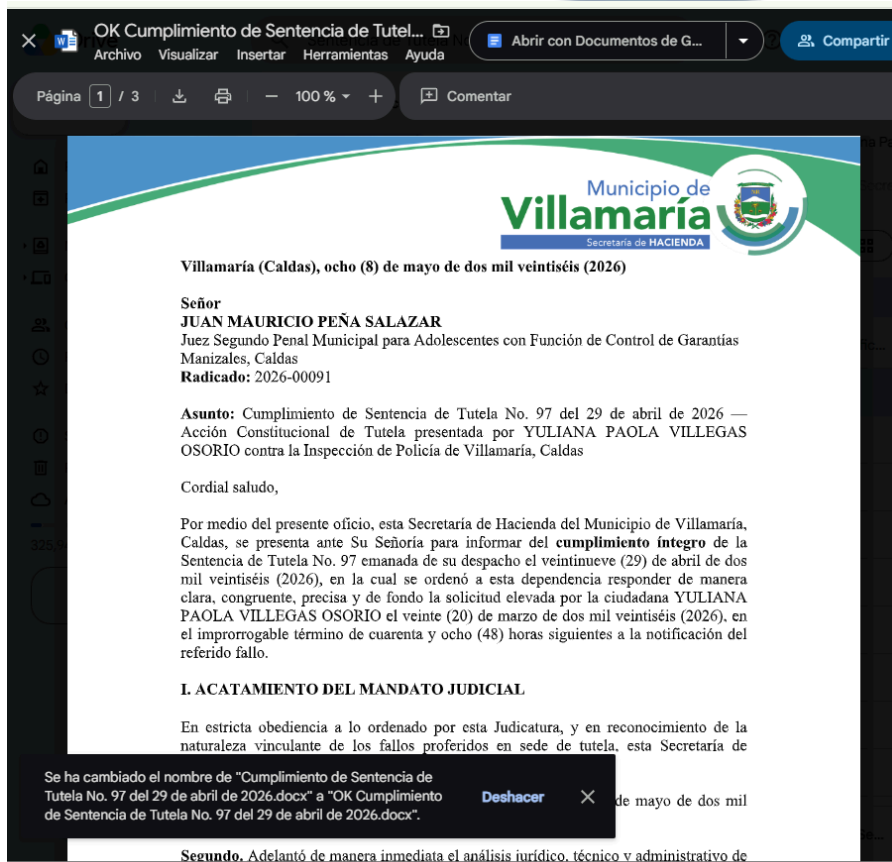 OK Cumplimiento de Sentencia de Tutel...
Abrir con Documentos de G...
Compartir
Archivo Visualizar Insertar Herramientas Ayuda
Página 1 / 3 100 % Comentar
Municipio de
Villamaría
Secretaría de HACIENDA
Villamaría (Caldas), ocho (8) de mayo de dos mil veintiséis (2026)
Señor
JUAN MAURICIO PEÑA SALAZAR
Juez Segundo Penal Municipal para Adolescentes con Función de Control de Garantías
Manizales, Caldas
Radicado: 2026-00091
Asunto: Cumplimiento de Sentencia de Tutela No. 97 del 29 de abril de 2026 —
Acción Constitucional de Tutela presentada por YULIANA PAOLA VILLEGAS
OSORIO contra la Inspección de Policía de Villamaría, Caldas
Cordial saludo,
Por medio del presente oficio, esta Secretaría de Hacienda del Municipio de Villamaría,
Caldas, se presenta ante Su Señoría para informar del cumplimiento íntegro de la
Sentencia de Tutela No. 97 emanada de su despacho el veintinueve (29) de abril de dos
mil veintiséis (2026), en la cual se ordenó a esta dependencia responder de manera
clara, congruente, precisa y de fondo la solicitud elevada por la ciudadana YULIANA
PAOLA VILLEGAS OSORIO el veinte (20) de marzo de dos mil veintiséis (2026), en
el improrrogable término de cuarenta y ocho (48) horas siguientes a la notificación del
referido fallo.
I. ACATAMIENTO DEL MANDATO JUDICIAL
En estricta obediencia a lo ordenado por esta Judicatura, y en reconocimiento de la
naturaleza vinculante de los fallos proferidos en sede de tutela, esta Secretaría de
de mayo de dos mil
Segundo. Adelantó de manera inmediata el análisis jurídico, técnico y administrativo de
Se ha cambiado el nombre de "Cumplimiento de Sentencia de
Tutela No. 97 del 29 de abril de 2026.docx" a "OK Cumplimiento
de Sentencia de Tutela No. 97 del 29 de abril de 2026.docx".
Deshacer